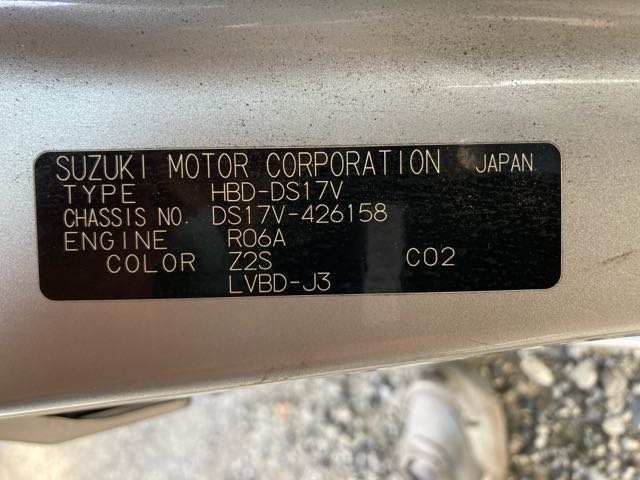 SUZUKI MOTOR CORPORATION JAPAN
TYPE HBD-DS17V
CHASSIS NO. DS17V-426158
ENGINE R06A
COLOR Z2S C02
LVBD-J3